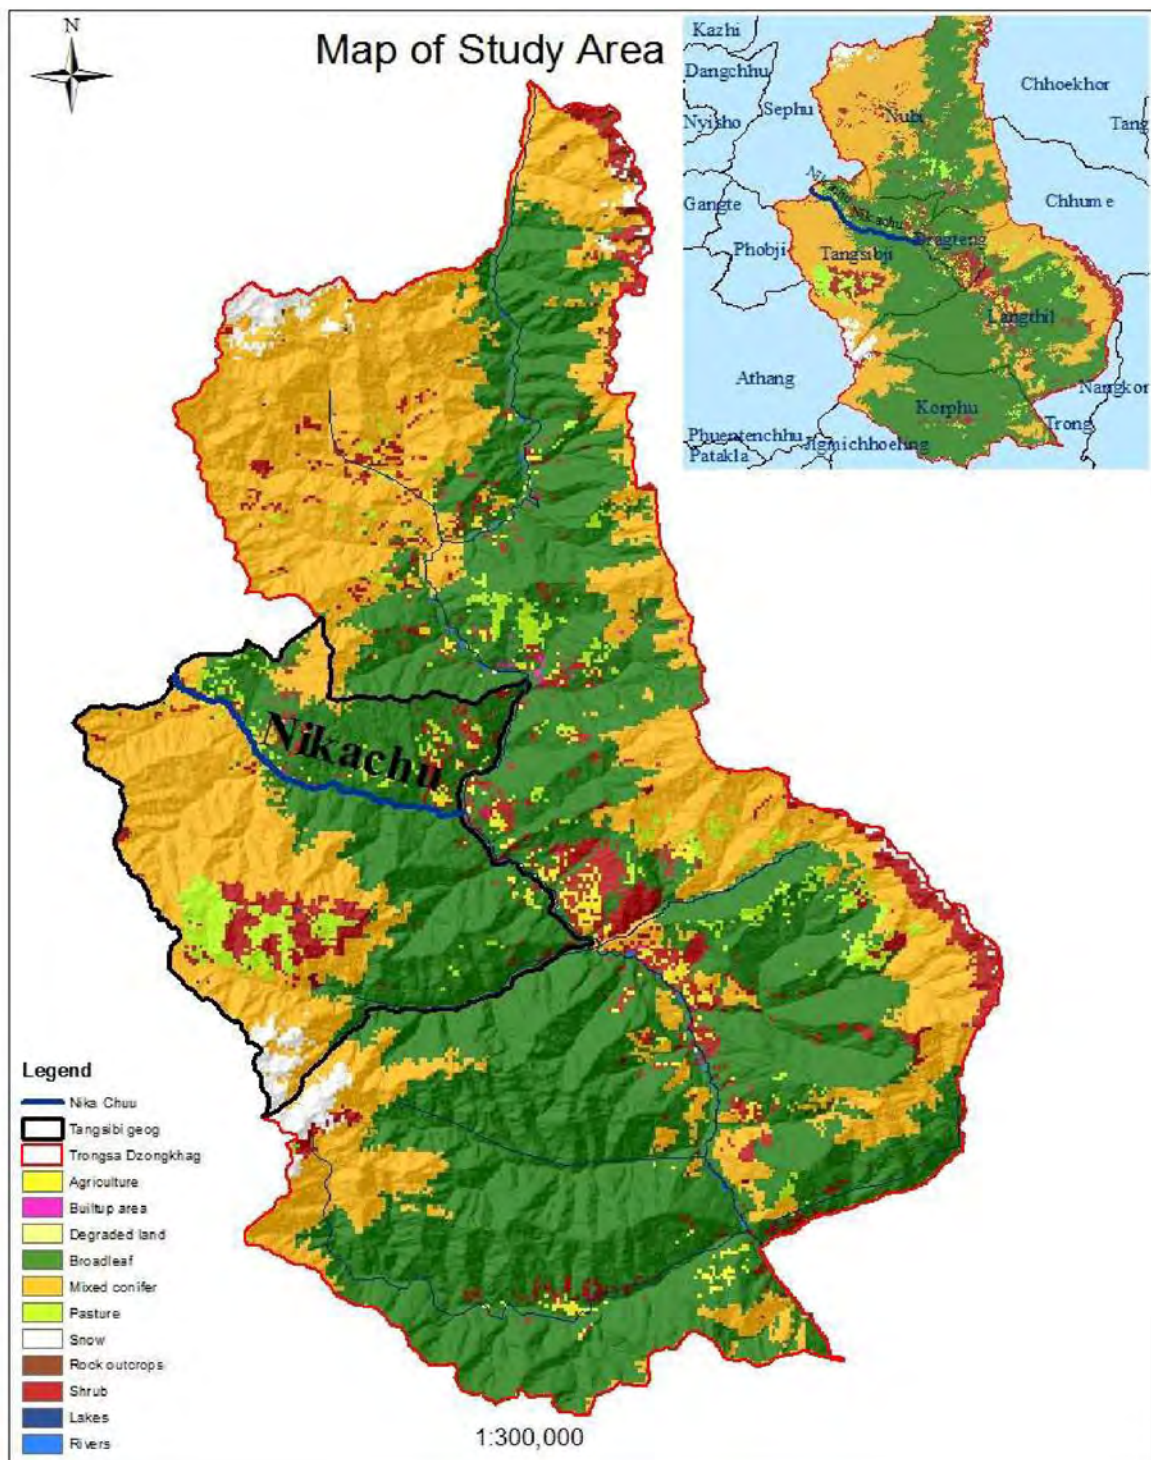 N
Map of Study Area
Kazhi
Dangchhu
Chhoekhor
Sephu
Nubi
Nyisho
Tang
Nikachu
Nikachu
Chhume
Gangte
Dragteng
Phobji
Tangsibji
Langthil
Athang
Nangkor
Korphu
Trong
Phuentenchhu
Jigmichhoeling
Patakla
Nikachu
Legend
Nika Chuu
Tangsibi geog
Trongsa Dzongkhag
Agriculture
Builtup area
Degraded land
Broadleaf
Mixed conifer
Pasture
Snow
Rock outcrops
Shrub
Lakes
Rivers
1:300,000